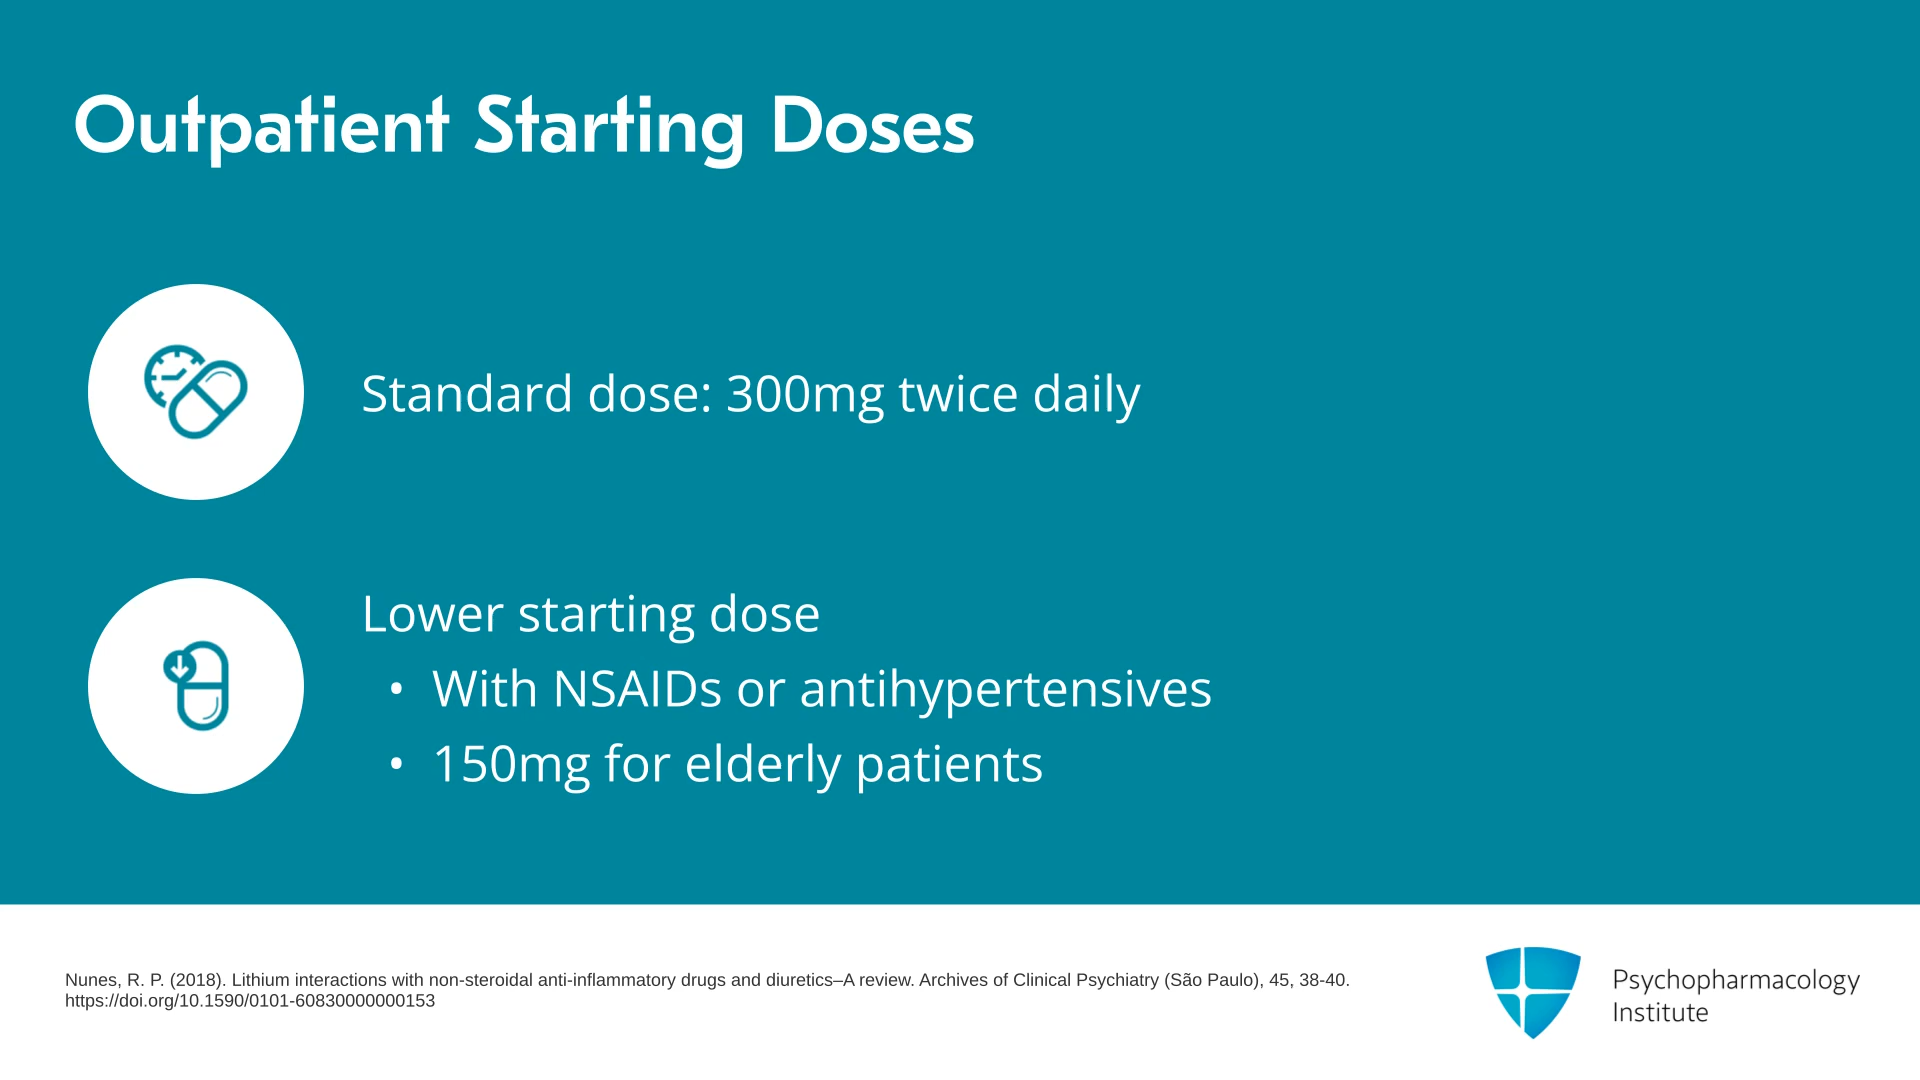 Outpatient Starting Doses
Standard dose: 300mg twice daily
Lower starting dose
• With NSAIDs or antihypertensives
• 150mg for elderly patients
Nunes, R. P. (2018). Lithium interactions with non-steroidal anti-inflammatory drugs and diuretics–A review. Archives of Clinical Psychiatry (São Paulo), 45, 38-40.
https://doi.org/10.1590/0101-60830000000153
Psychopharmacology
Institute